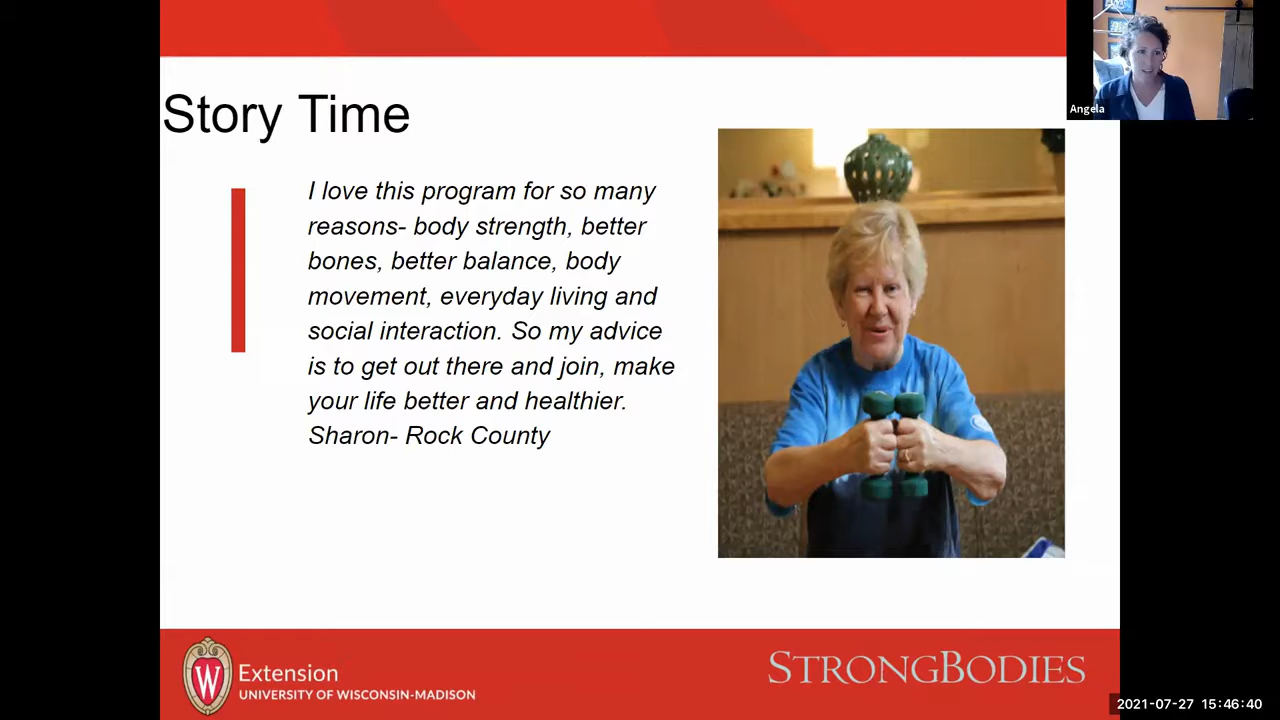 Story Time
I love this program for so many
reasons- body strength, better
bones, better balance, body
movement, everyday living and
social interaction. So my advice
is to get out there and join, make
your life better and healthier.
Sharon- Rock County
Angela
W
Extension
UNIVERSITY OF WISCONSIN-MADISON
STRONGBODIES
2021-07-27 15:46:40